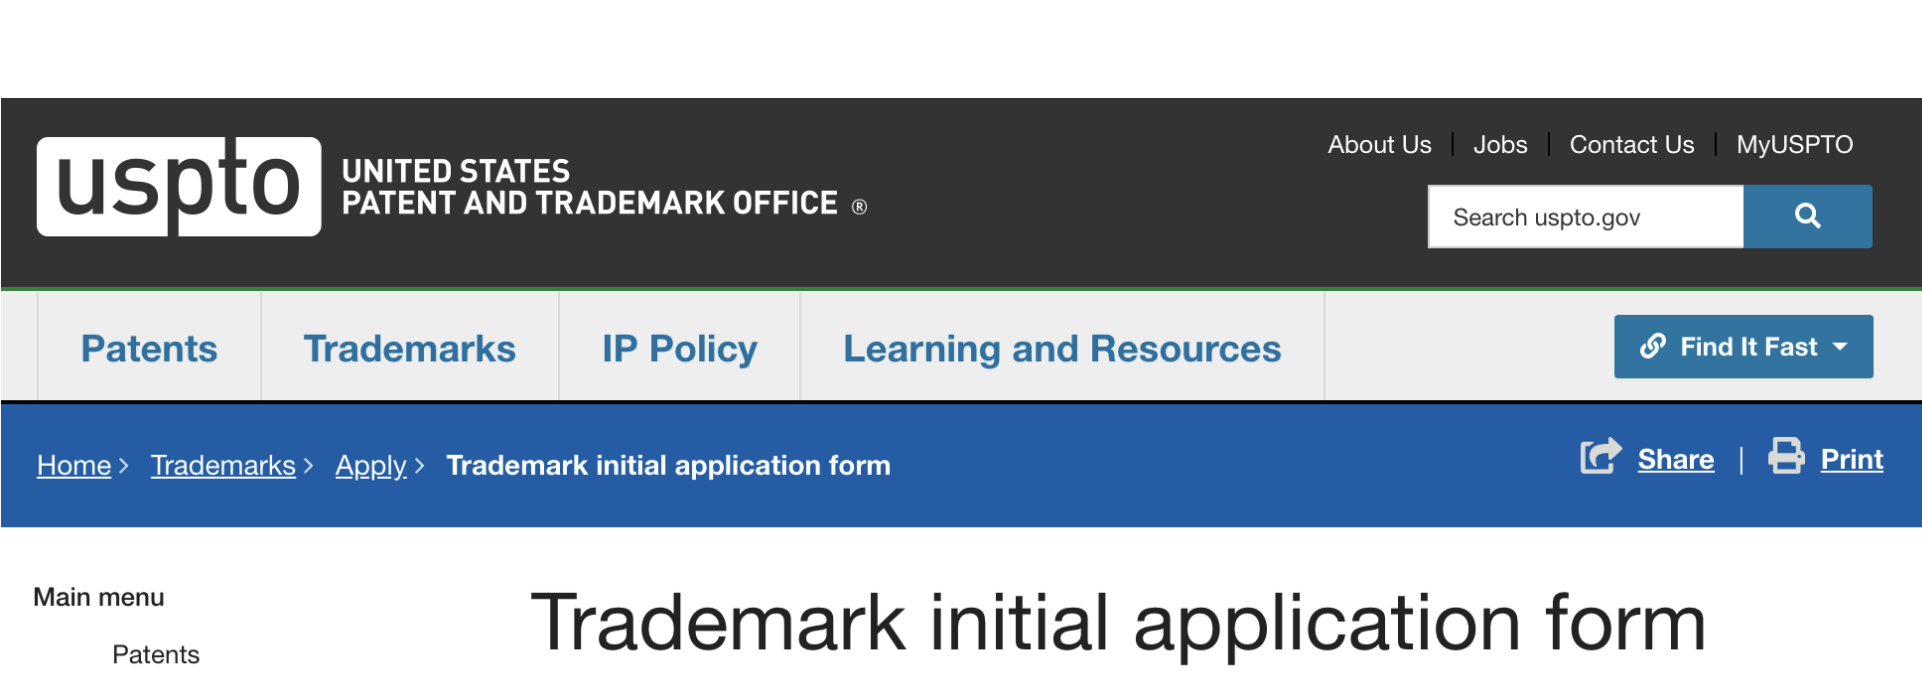 About Us | Jobs | Contact Us | MyUSPTO
uspto
UNITED STATES
PATENT AND TRADEMARK OFFICE ®
Search uspto.gov
Patents
Trademarks
IP Policy
Learning and Resources
Find It Fast
Home > Trademarks > Apply > Trademark initial application form
Share | Print
Main menu
Patents
Trademark initial application form